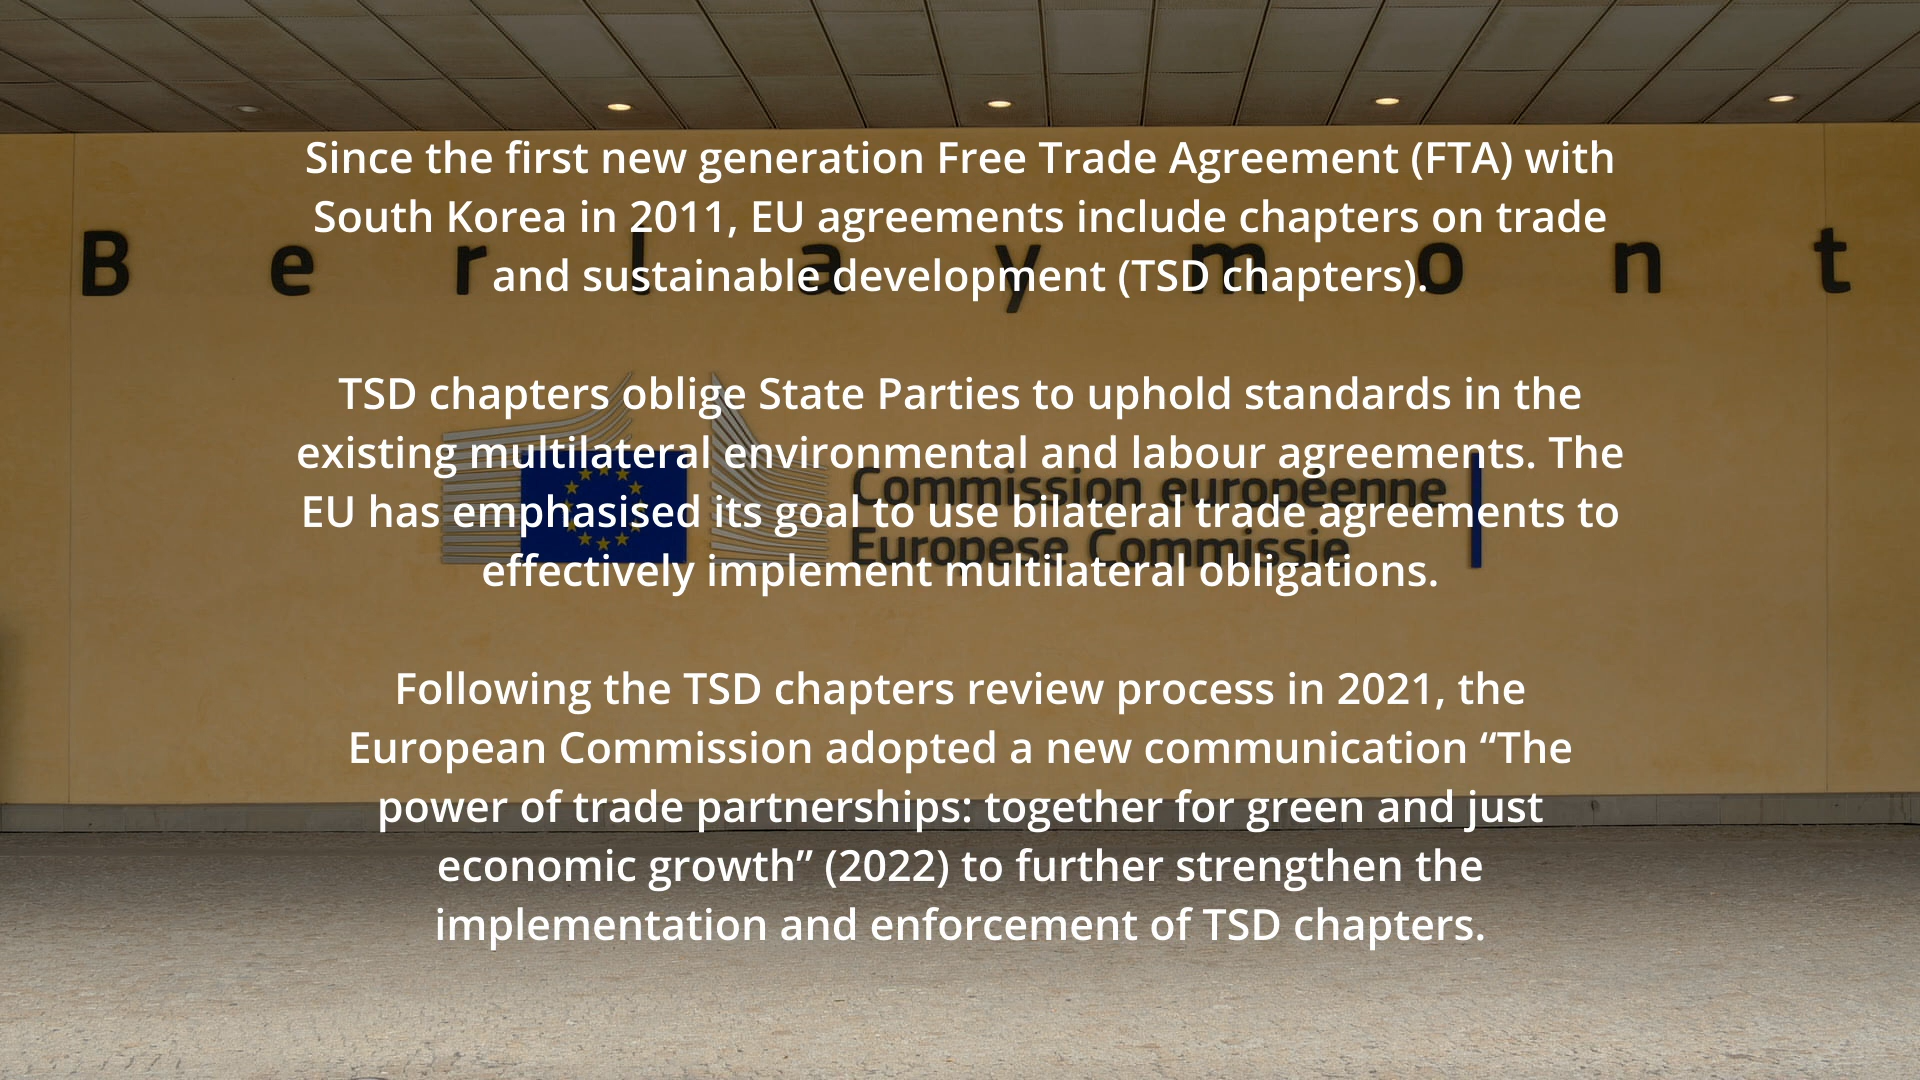 Since the first new generation Free Trade Agreement (FTA) with
South Korea in 2011, EU agreements include chapters on trade
and sustainable development (TSD chapters).
Berlaymont
TSD chapters oblige State Parties to uphold standards in the
existing multilateral environmental and labour agreements. The
EU has emphasised its goal to use bilateral trade agreements to
effectively implement multilateral obligations.
Commission européenne
Europese Commissie
Following the TSD chapters review process in 2021, the
European Commission adopted a new communication “The
power of trade partnerships: together for green and just
economic growth” (2022) to further strengthen the
implementation and enforcement of TSD chapters.